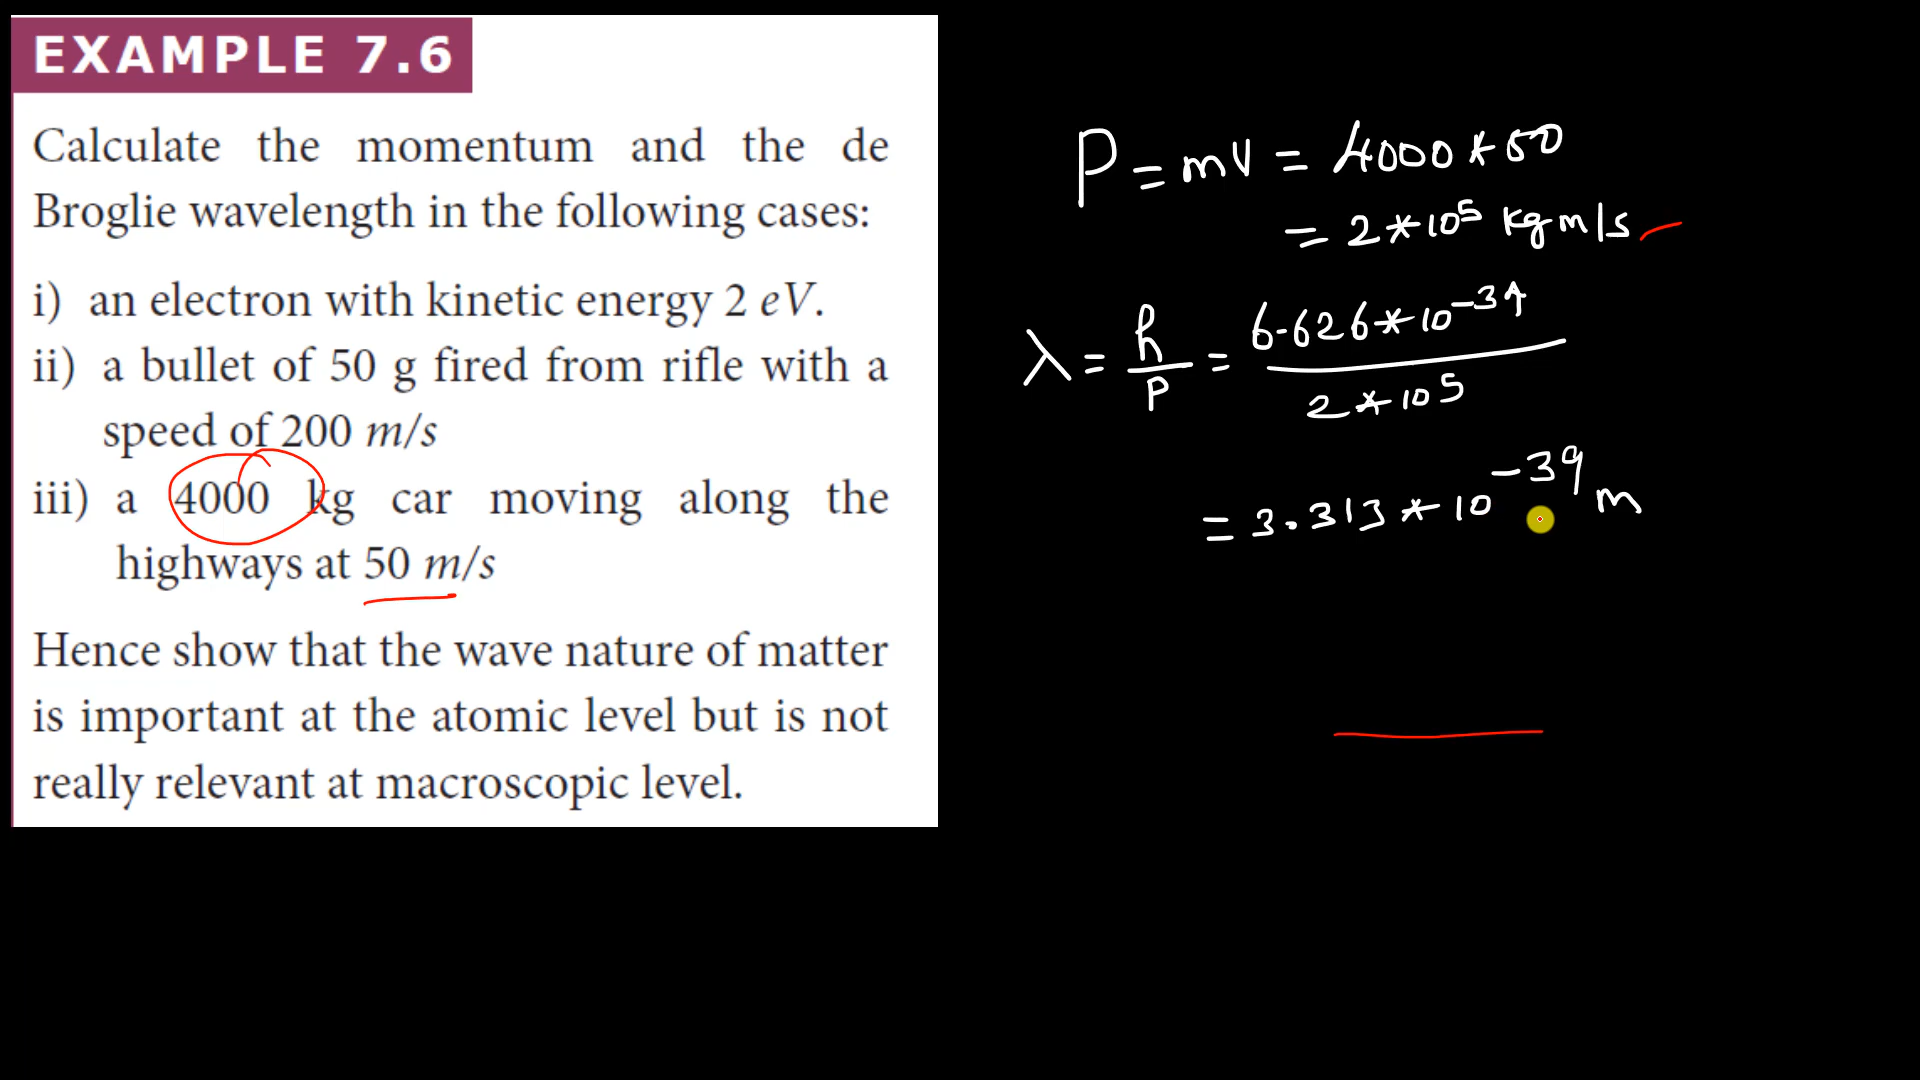 EXAMPLE 7.6
Calculate the momentum and the de
Broglie wavelength in the following cases:
i) an electron with kinetic energy 2 eV.
ii) a bullet of 50 g fired from rifle with a
speed of 200 m/s
iii) a 4000 kg car moving along the
highways at 50 m/s
Hence show that the wave nature of matter
is important at the atomic level but is not
really relevant at macroscopic level.
P = mv = 4000 * 50
= 2 * 10⁵ kg m/s
λ = h/P = 6.626 * 10⁻³⁴ / 2 * 10⁵
= 3.313 * 10⁻³⁹ m